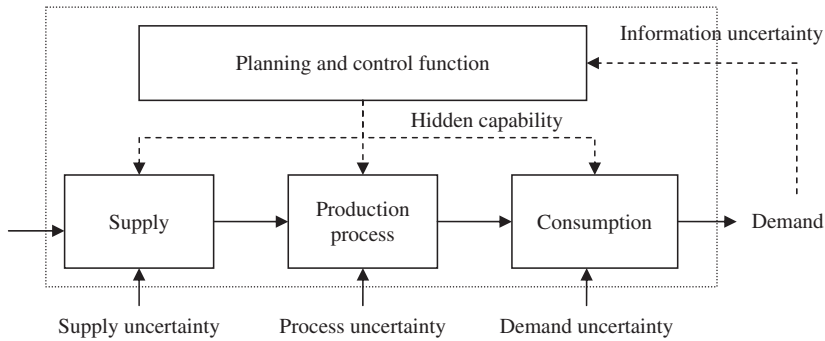 Information uncertainty
Planning and control function
Hidden capability
Supply
Production
process
Consumption
Demand
Supply uncertainty
Process uncertainty
Demand uncertainty